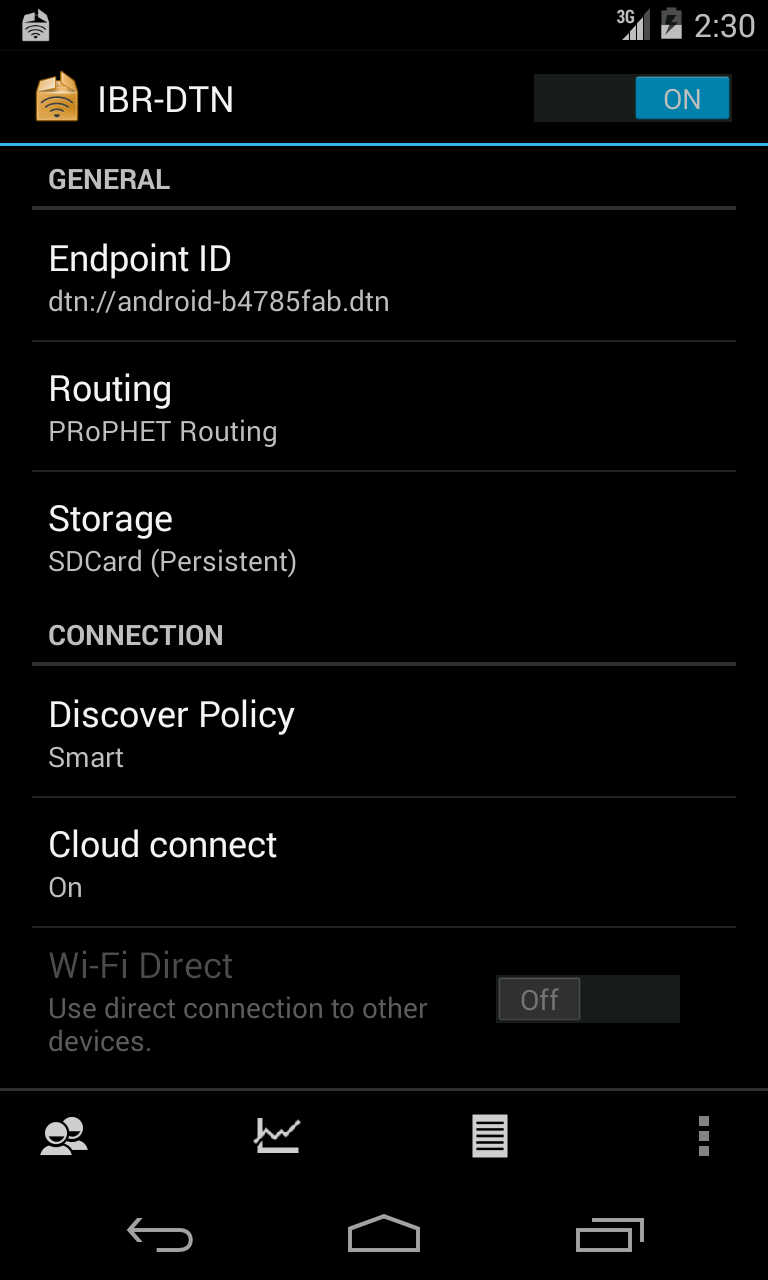 3G 2:30
IBR-DTN ON
GENERAL
Endpoint ID
dtn://android-b4785fab.dtn
Routing
PRoPHET Routing
Storage
SDCard (Persistent)
CONNECTION
Discover Policy
Smart
Cloud connect
On
Wi-Fi Direct
Use direct connection to other
devices.
Off